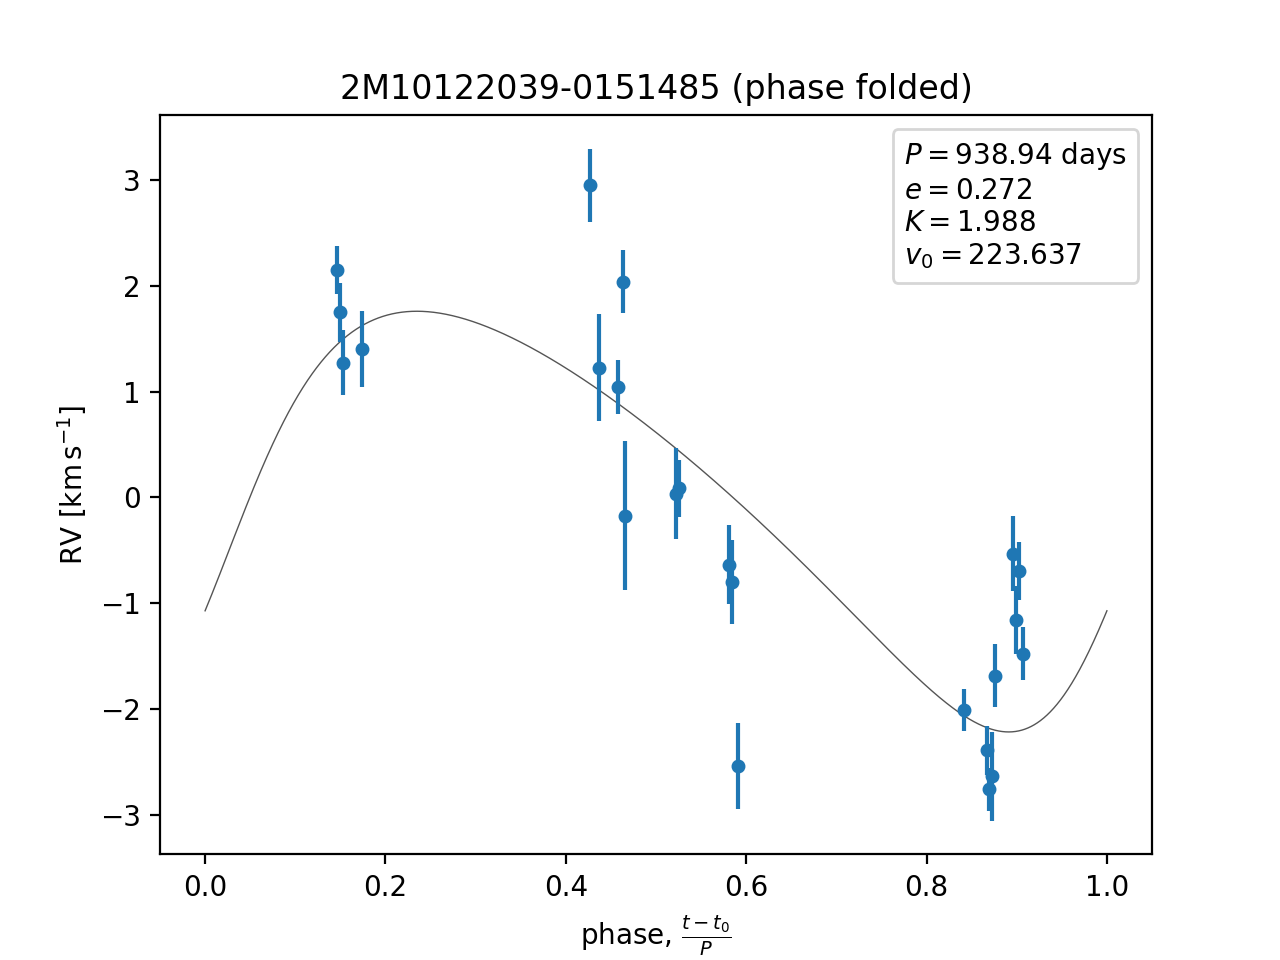 2M10122039-0151485 (phase folded)
P = 938.94 days
e = 0.272
K = 1.988
v₀ = 223.637
3
2
1
0
−1
−2
−3
RV [km s⁻¹]
0.0 0.2 0.4 0.6 0.8 1.0
phase, (t − t₀)/P